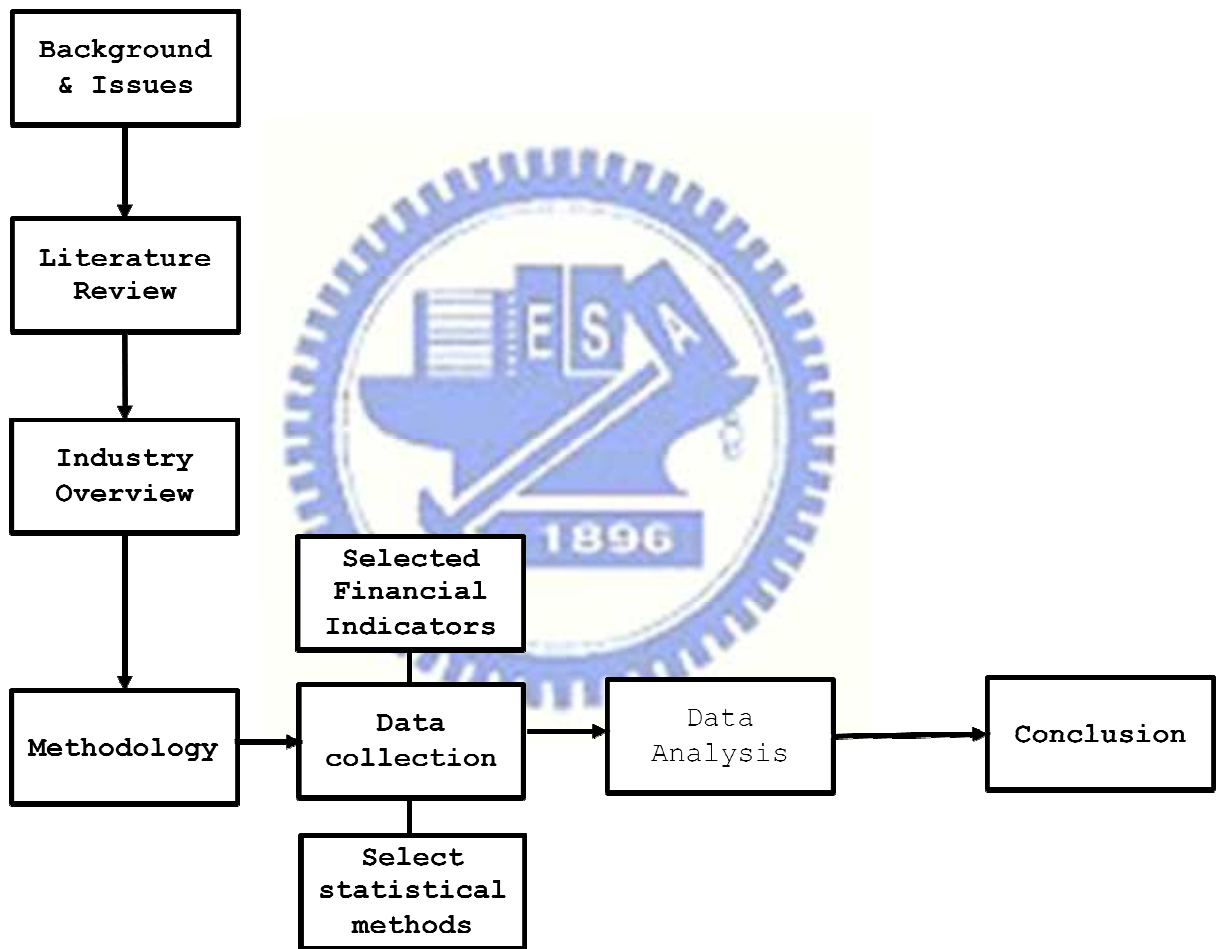 Background
& Issues
Literature
Review
Industry
Overview
E S A
1896
Selected
Financial
Indicators
Methodology
Data
collection
Data
Analysis
Conclusion
Select
statistical
methods